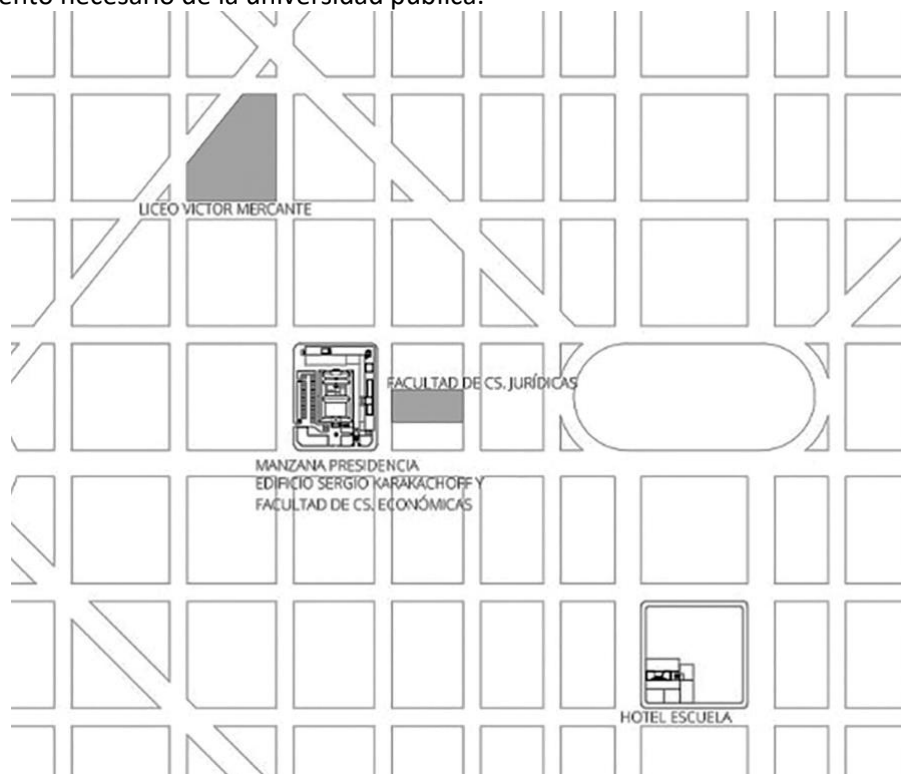 ento necesario de la universidad pública.
LICEO VICTOR MERCANTE
FACULTAD DE CS. JURÍDICAS
MANZANA PRESIDENCIA
EDIFICIO SERGIO KARAKACHOFF Y
FACULTAD DE CS. ECONÓMICAS
HOTEL ESCUELA